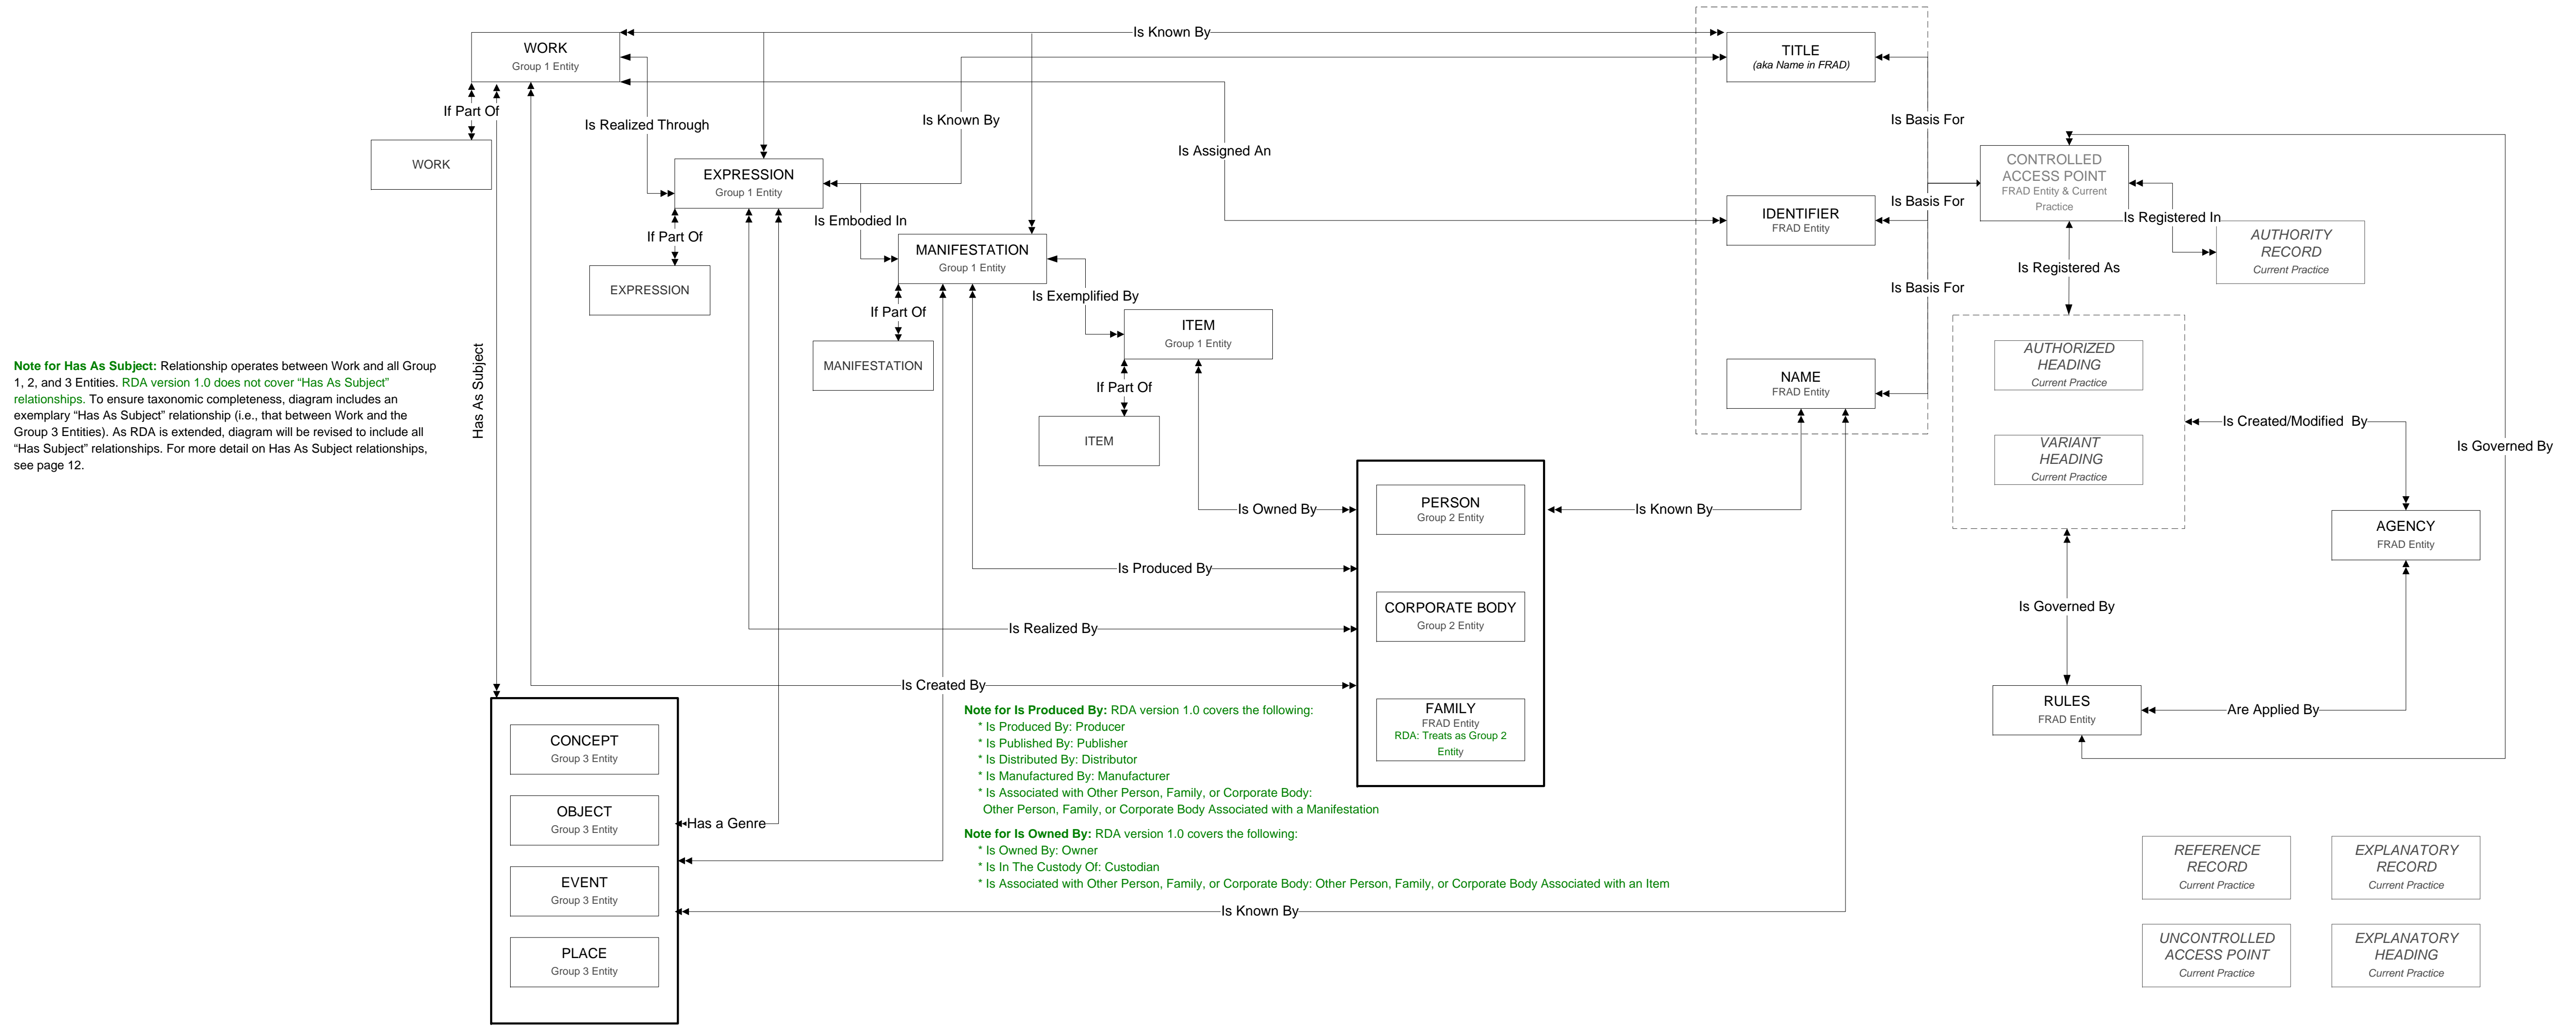 Is Known By
WORK
Group 1 Entity
TITLE
(aka Name in FRAD)
If Part Of
Is Realized Through
Is Known By
Is Assigned An
Is Basis For
WORK
EXPRESSION
Group 1 Entity
CONTROLLED
ACCESS POINT
FRAD Entity & Current
Practice
Is Basis For
IDENTIFIER
FRAD Entity
Is Embodied In
Is Registered In
If Part Of
MANIFESTATION
Group 1 Entity
AUTHORITY
RECORD
Current Practice
Is Registered As
EXPRESSION
Is Basis For
Is Exemplified By
If Part Of
ITEM
Group 1 Entity
AUTHORIZED
HEADING
Current Practice
MANIFESTATION
NAME
FRAD Entity
If Part Of
Has As Subject
Note for Has As Subject: Relationship operates between Work and all Group
1, 2, and 3 Entities. RDA version 1.0 does not cover “Has As Subject”
relationships. To ensure taxonomic completeness, diagram includes an
exemplary “Has As Subject” relationship (i.e., that between Work and the
Group 3 Entities). As RDA is extended, diagram will be revised to include all
“Has Subject” relationships. For more detail on Has As Subject relationships,
see page 12.
ITEM
Is Created/Modified By
VARIANT
HEADING
Current Practice
Is Governed By
PERSON
Group 2 Entity
Is Owned By
Is Known By
AGENCY
FRAD Entity
Is Produced By
CORPORATE BODY
Group 2 Entity
Is Governed By
Is Realized By
Is Created By
FAMILY
FRAD Entity
RDA: Treats as Group 2
Entity
RULES
FRAD Entity
Are Applied By
Note for Is Produced By: RDA version 1.0 covers the following:
* Is Produced By: Producer
* Is Published By: Publisher
* Is Distributed By: Distributor
* Is Manufactured By: Manufacturer
* Is Associated with Other Person, Family, or Corporate Body:
Other Person, Family, or Corporate Body Associated with a Manifestation
CONCEPT
Group 3 Entity
OBJECT
Group 3 Entity
Has a Genre
Note for Is Owned By: RDA version 1.0 covers the following:
* Is Owned By: Owner
* Is In The Custody Of: Custodian
* Is Associated with Other Person, Family, or Corporate Body: Other Person, Family, or Corporate Body Associated with an Item
EVENT
Group 3 Entity
Is Known By
PLACE
Group 3 Entity
REFERENCE
RECORD
Current Practice
EXPLANATORY
RECORD
Current Practice
UNCONTROLLED
ACCESS POINT
Current Practice
EXPLANATORY
HEADING
Current Practice